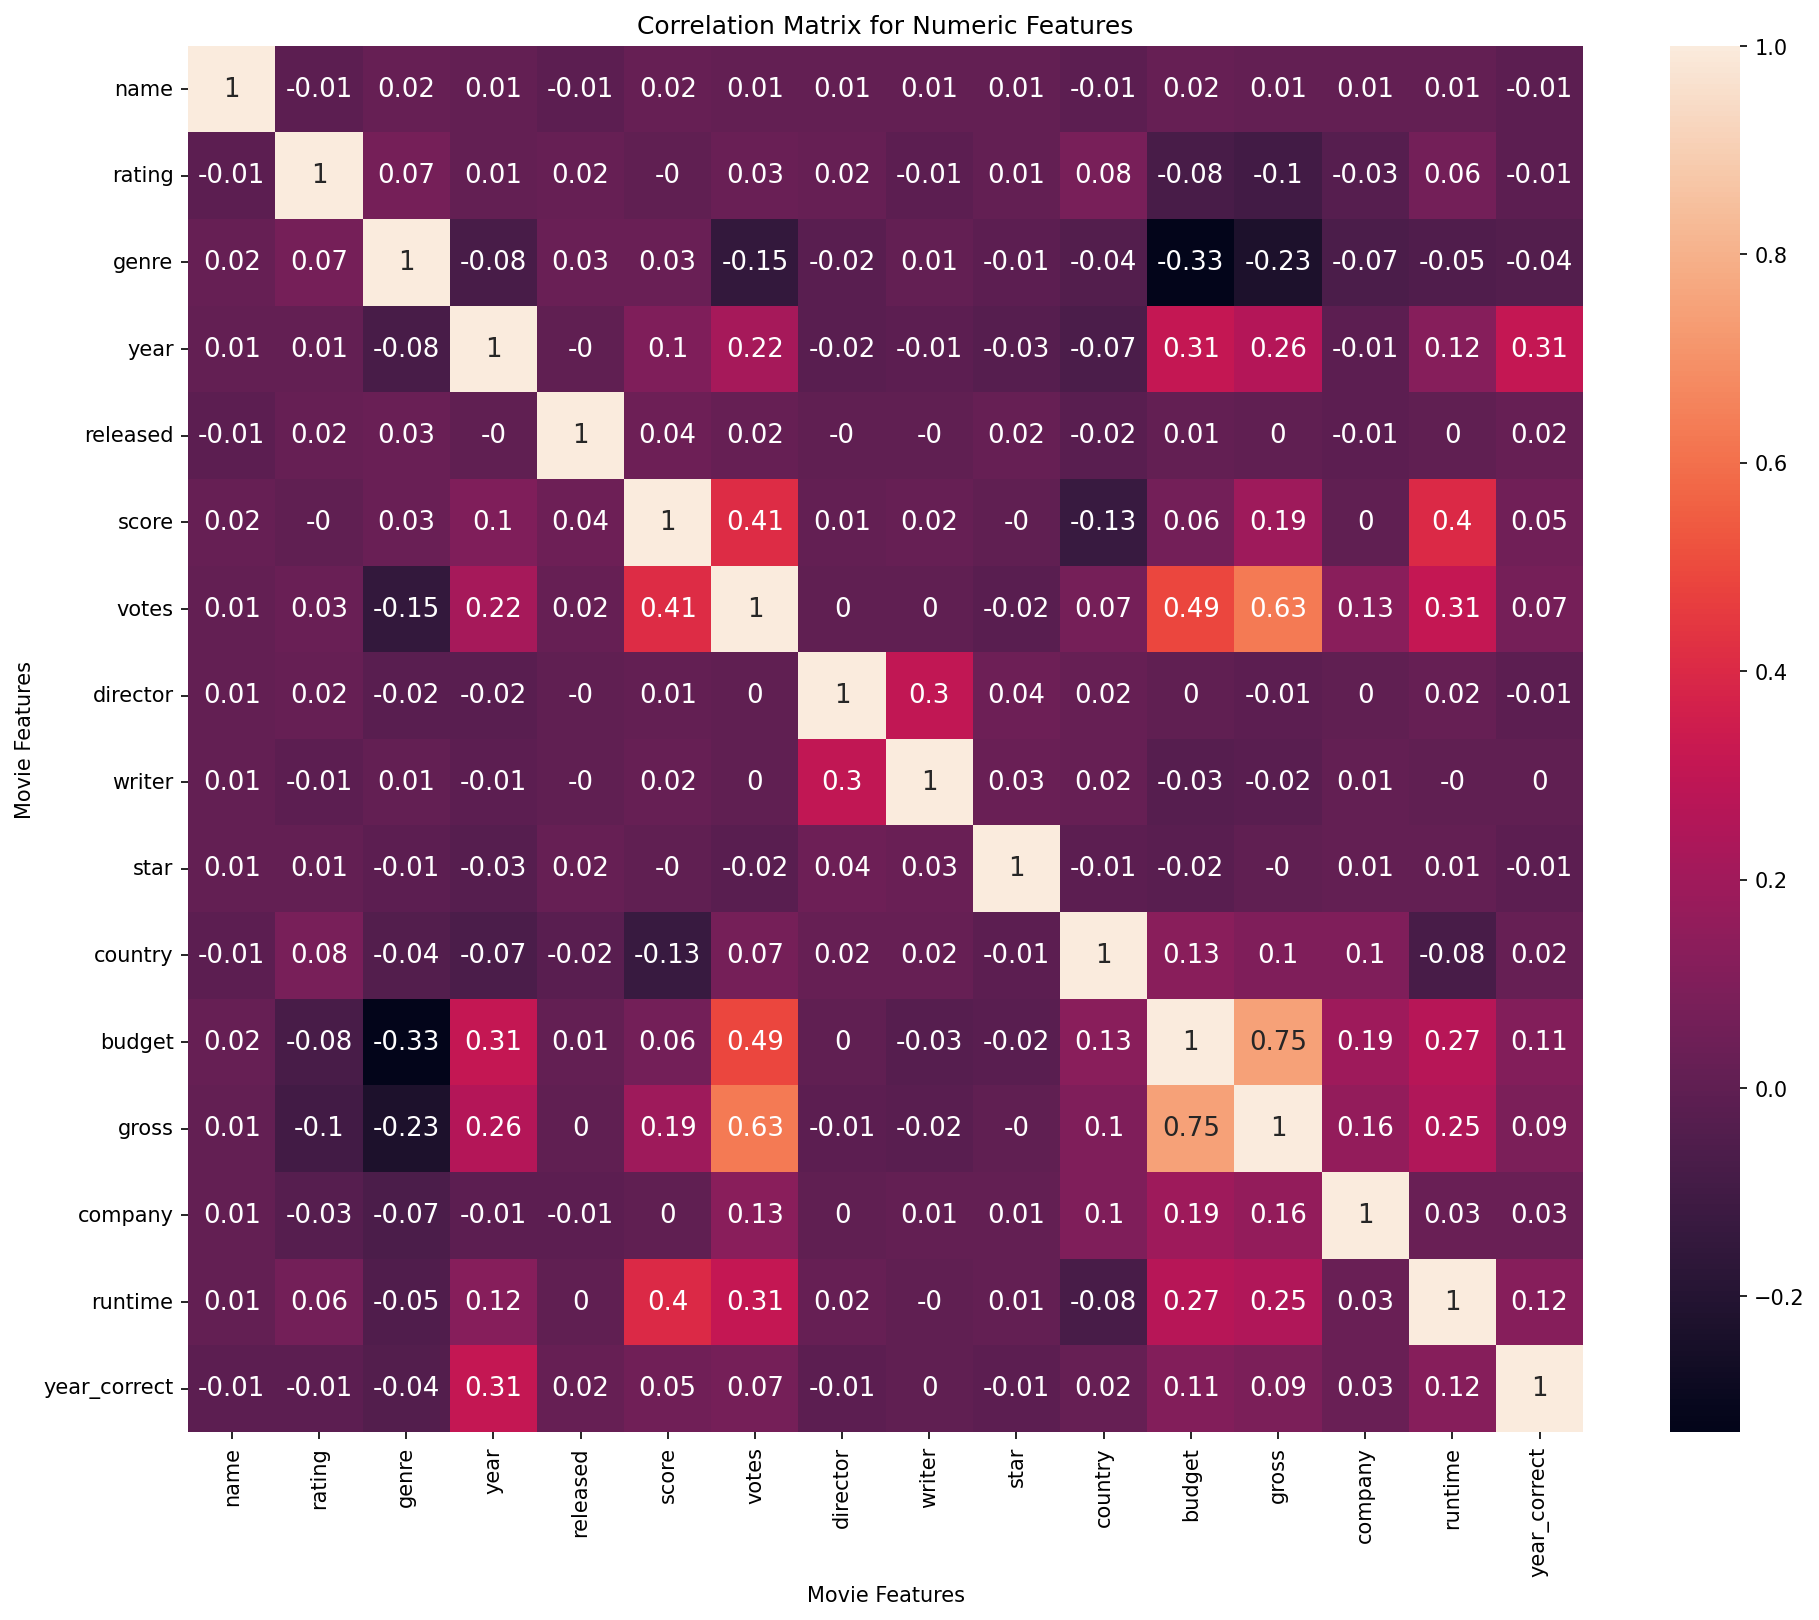 Correlation Matrix for Numeric Features
name 1 -0.01 0.02 0.01 -0.01 0.02 0.01 0.01 0.01 0.01 -0.01 0.02 0.01 0.01 0.01 -0.01
rating -0.01 1 0.07 0.01 0.02 -0 0.03 0.02 -0.01 0.01 0.08 -0.08 -0.1 -0.03 0.06 -0.01
genre 0.02 0.07 1 -0.08 0.03 0.03 -0.15 -0.02 0.01 -0.01 -0.04 -0.33 -0.23 -0.07 -0.05 -0.04
year 0.01 0.01 -0.08 1 -0 0.1 0.22 -0.02 -0.01 -0.03 -0.07 0.31 0.26 -0.01 0.12 0.31
released -0.01 0.02 0.03 -0 1 0.04 0.02 -0 -0 0.02 -0.02 0.01 0 -0.01 0 0.02
score 0.02 -0 0.03 0.1 0.04 1 0.41 0.01 0.02 -0 -0.13 0.06 0.19 0 0.4 0.05
votes 0.01 0.03 -0.15 0.22 0.02 0.41 1 0 0 -0.02 0.07 0.49 0.63 0.13 0.31 0.07
director 0.01 0.02 -0.02 -0.02 -0 0.01 0 1 0.3 0.04 0.02 0 -0.01 0 0.02 -0.01
writer 0.01 -0.01 0.01 -0.01 -0 0.02 0 0.3 1 0.03 0.02 -0.03 -0.02 0.01 -0 0
star 0.01 0.01 -0.01 -0.03 0.02 -0 -0.02 0.04 0.03 1 -0.01 -0.02 -0 0.01 0.01 -0.01
country -0.01 0.08 -0.04 -0.07 -0.02 -0.13 0.07 0.02 0.02 -0.01 1 0.13 0.1 0.1 -0.08 0.02
budget 0.02 -0.08 -0.33 0.31 0.01 0.06 0.49 0 -0.03 -0.02 0.13 1 0.75 0.19 0.27 0.11
gross 0.01 -0.1 -0.23 0.26 0 0.19 0.63 -0.01 -0.02 -0 0.1 0.75 1 0.16 0.25 0.09
company 0.01 -0.03 -0.07 -0.01 -0.01 0 0.13 0 0.01 0.01 0.1 0.19 0.16 1 0.03 0.03
runtime 0.01 0.06 -0.05 0.12 0 0.4 0.31 0.02 -0 0.01 -0.08 0.27 0.25 0.03 1 0.12
year_correct -0.01 -0.01 -0.04 0.31 0.02 0.05 0.07 -0.01 0 -0.01 0.02 0.11 0.09 0.03 0.12 1
name rating genre year released score votes director writer star country budget gross company runtime year_correct
Movie Features
Movie Features
1.0
0.8
0.6
0.4
0.2
0.0
−0.2